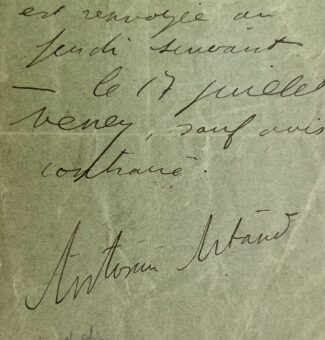 est renvoyée au
jeudi suivant
— le 17 juillet
venez, sauf avis
contraire.
Antonin Artaud